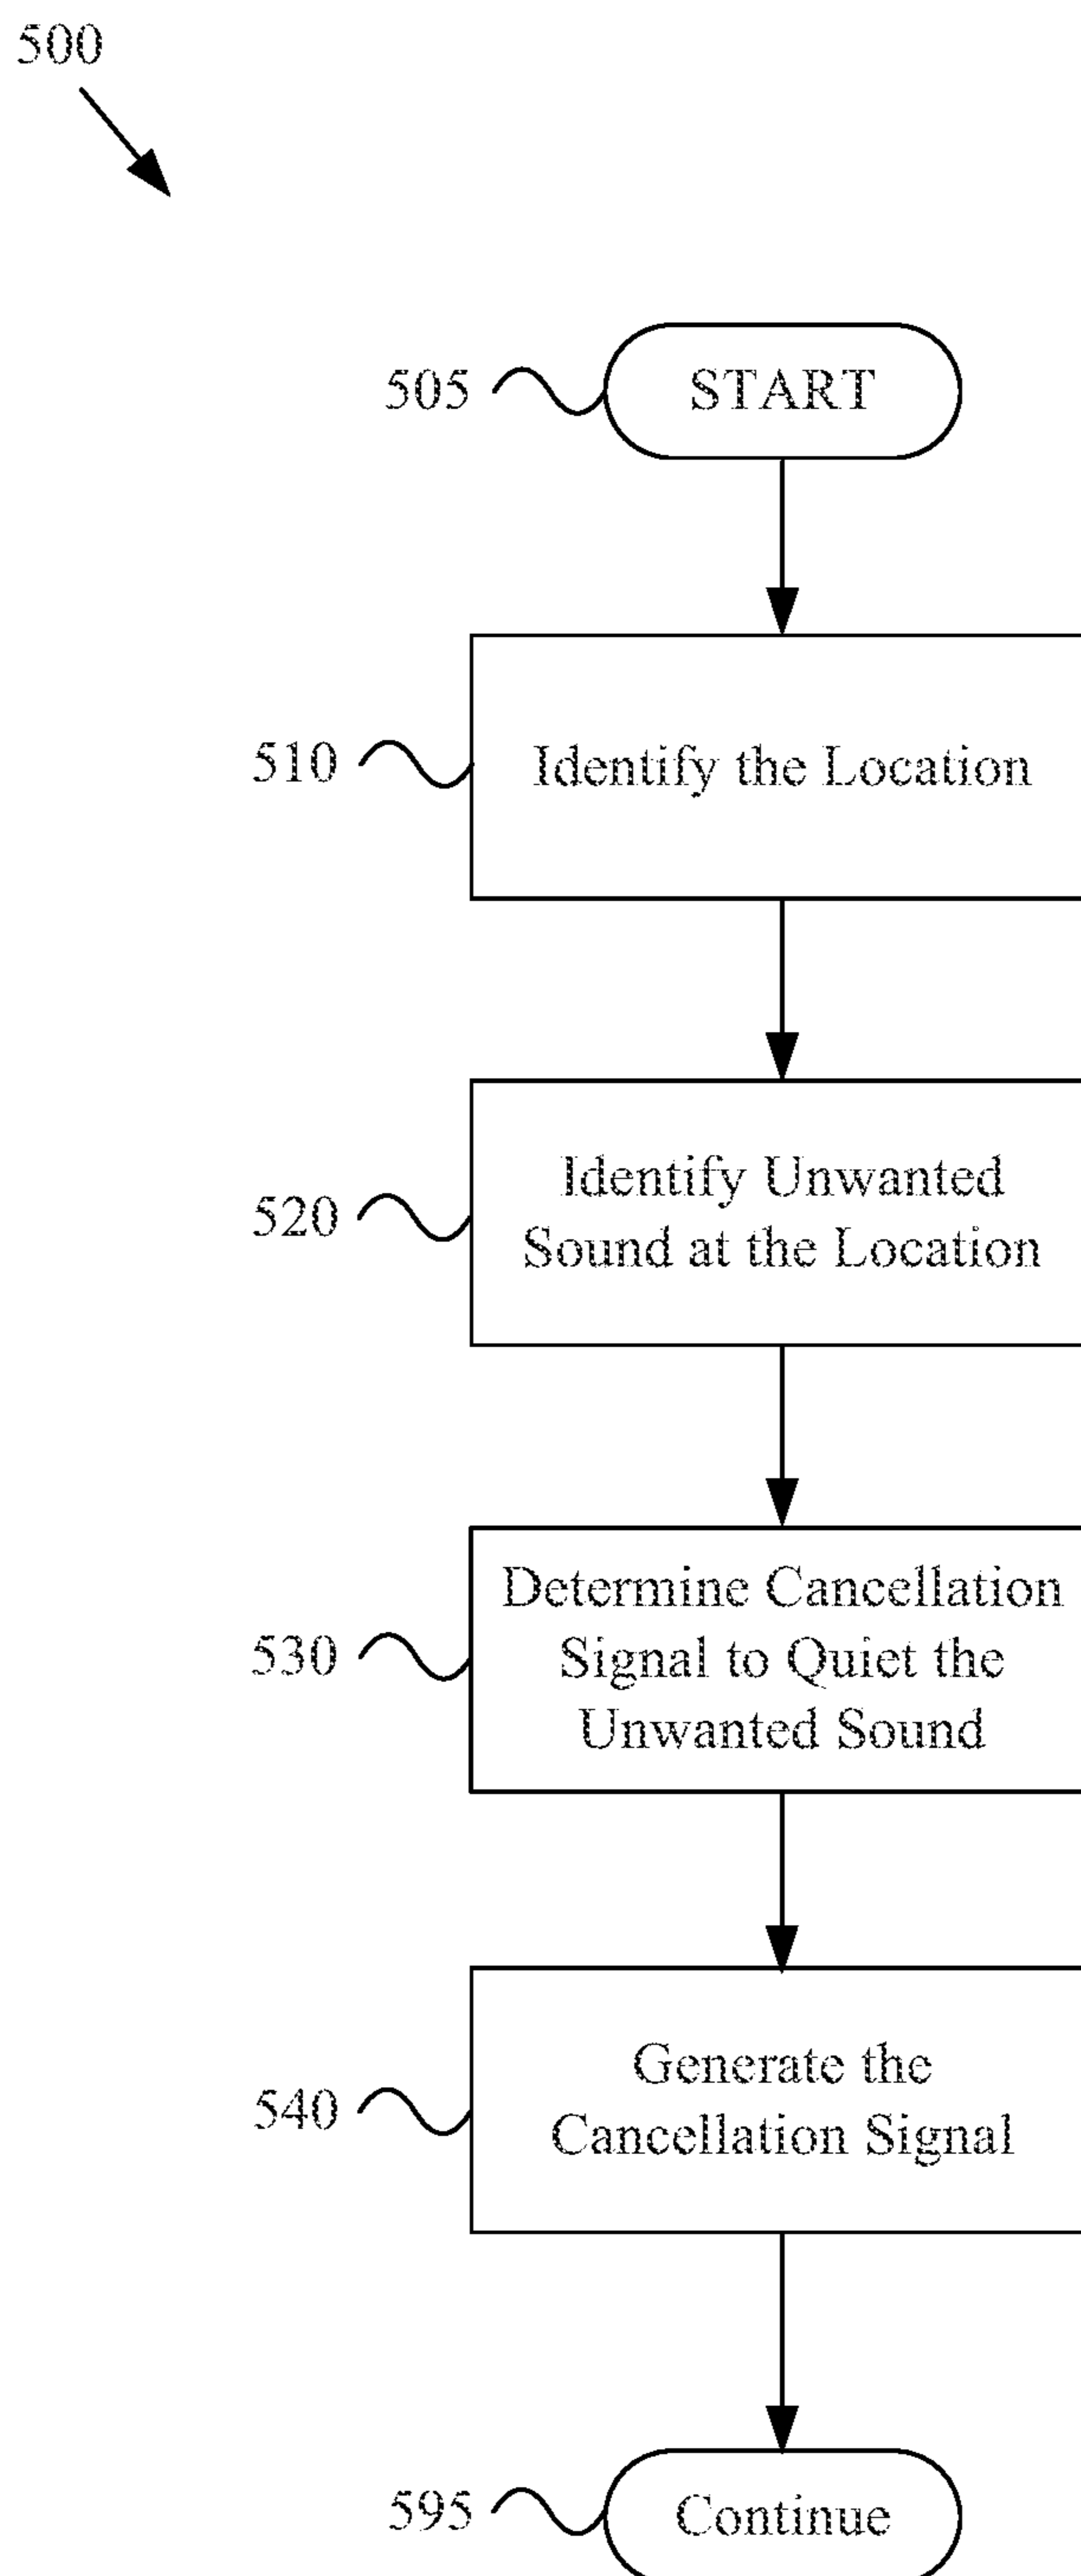 500
505
START
510
Identify the Location
520
Identify Unwanted
Sound at the Location
530
Determine Cancellation
Signal to Quiet the
Unwanted Sound
540
Generate the
Cancellation Signal
595
Continue